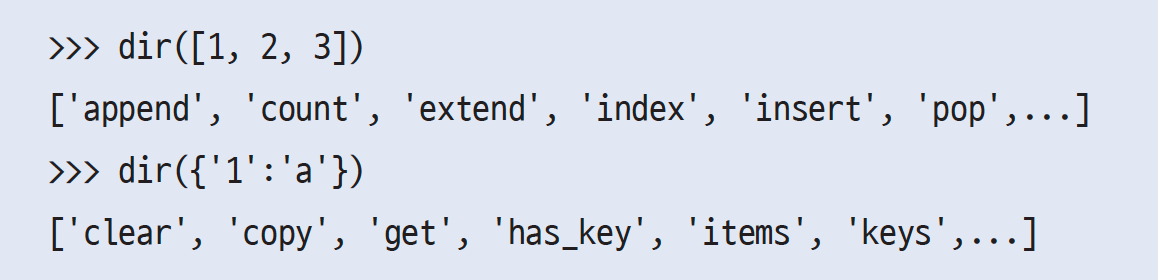 >>> dir([1, 2, 3])
['append', 'count', 'extend', 'index', 'insert', 'pop',...]
>>> dir({'1':'a'})
['clear', 'copy', 'get', 'has_key', 'items', 'keys',...]